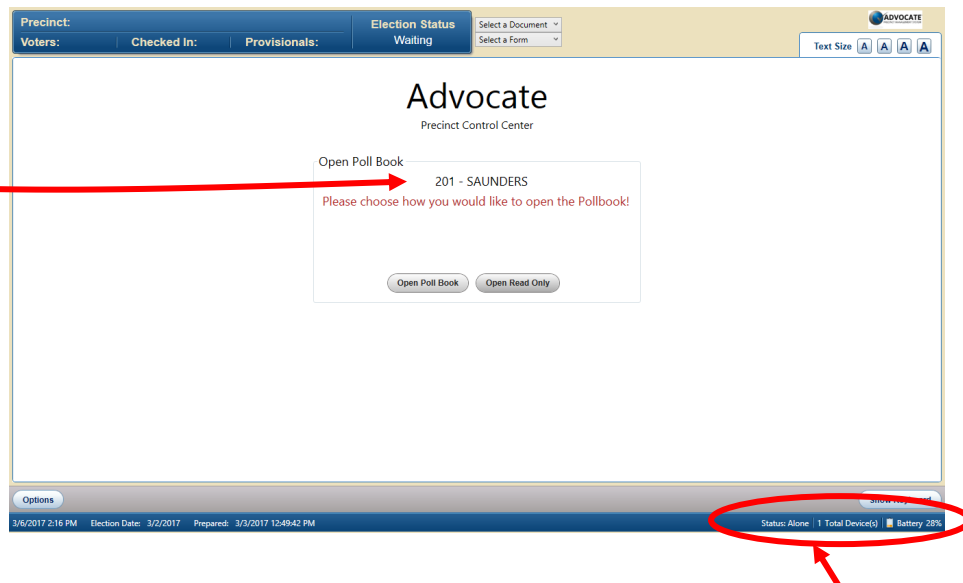 Precinct:
Voters: Checked In: Provisionals:
Election Status
Waiting
Select a Document
Select a Form
ADVOCATE
Text Size A A A A
Advocate
Precinct Control Center
Open Poll Book
201 - SAUNDERS
Please choose how you would like to open the Pollbook!
Open Poll Book Open Read Only
Options
3/6/2017 2:16 PM Election Date: 3/2/2017 Prepared: 3/3/2017 12:49:42 PM Status: Alone 1 Total Device(s) Battery 28%